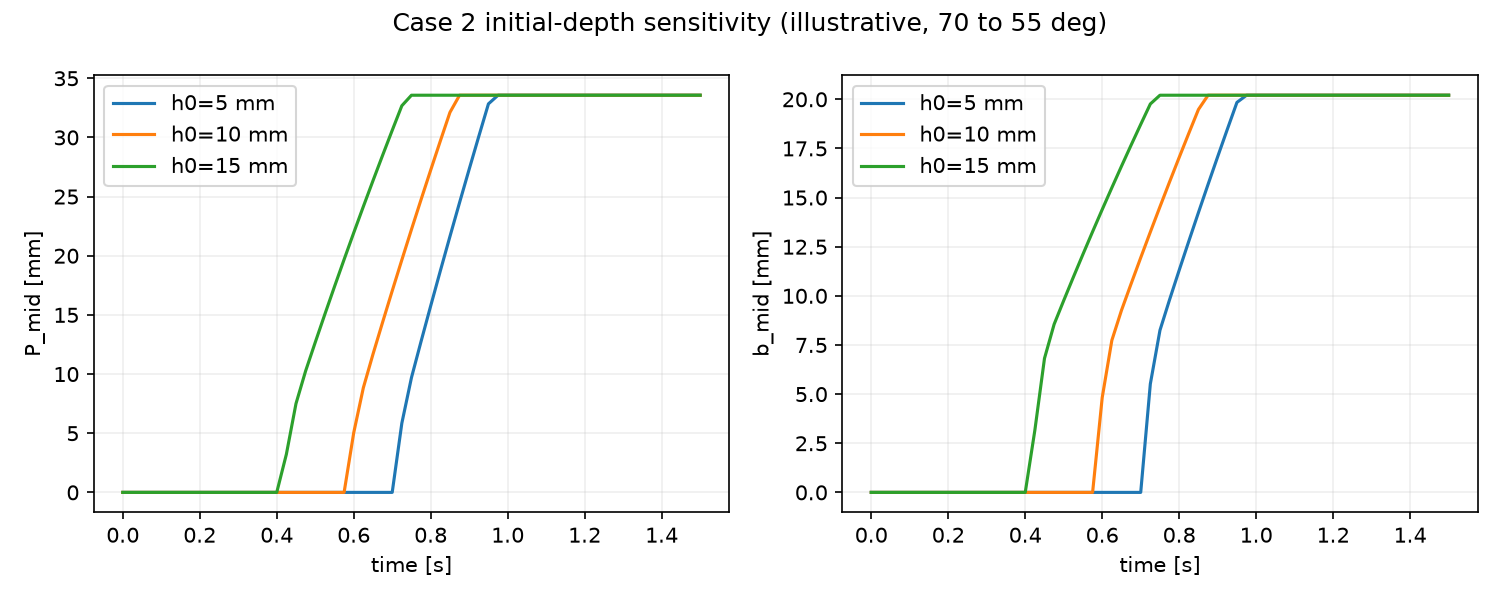 Case 2 initial-depth sensitivity (illustrative, 70 to 55 deg)
h0=5 mm
h0=10 mm
h0=15 mm
P_mid [mm]
35
30
25
20
15
10
5
0
0.0 0.2 0.4 0.6 0.8 1.0 1.2 1.4
time [s]
h0=5 mm
h0=10 mm
h0=15 mm
b_mid [mm]
20.0
17.5
15.0
12.5
10.0
7.5
5.0
2.5
0.0
0.0 0.2 0.4 0.6 0.8 1.0 1.2 1.4
time [s]